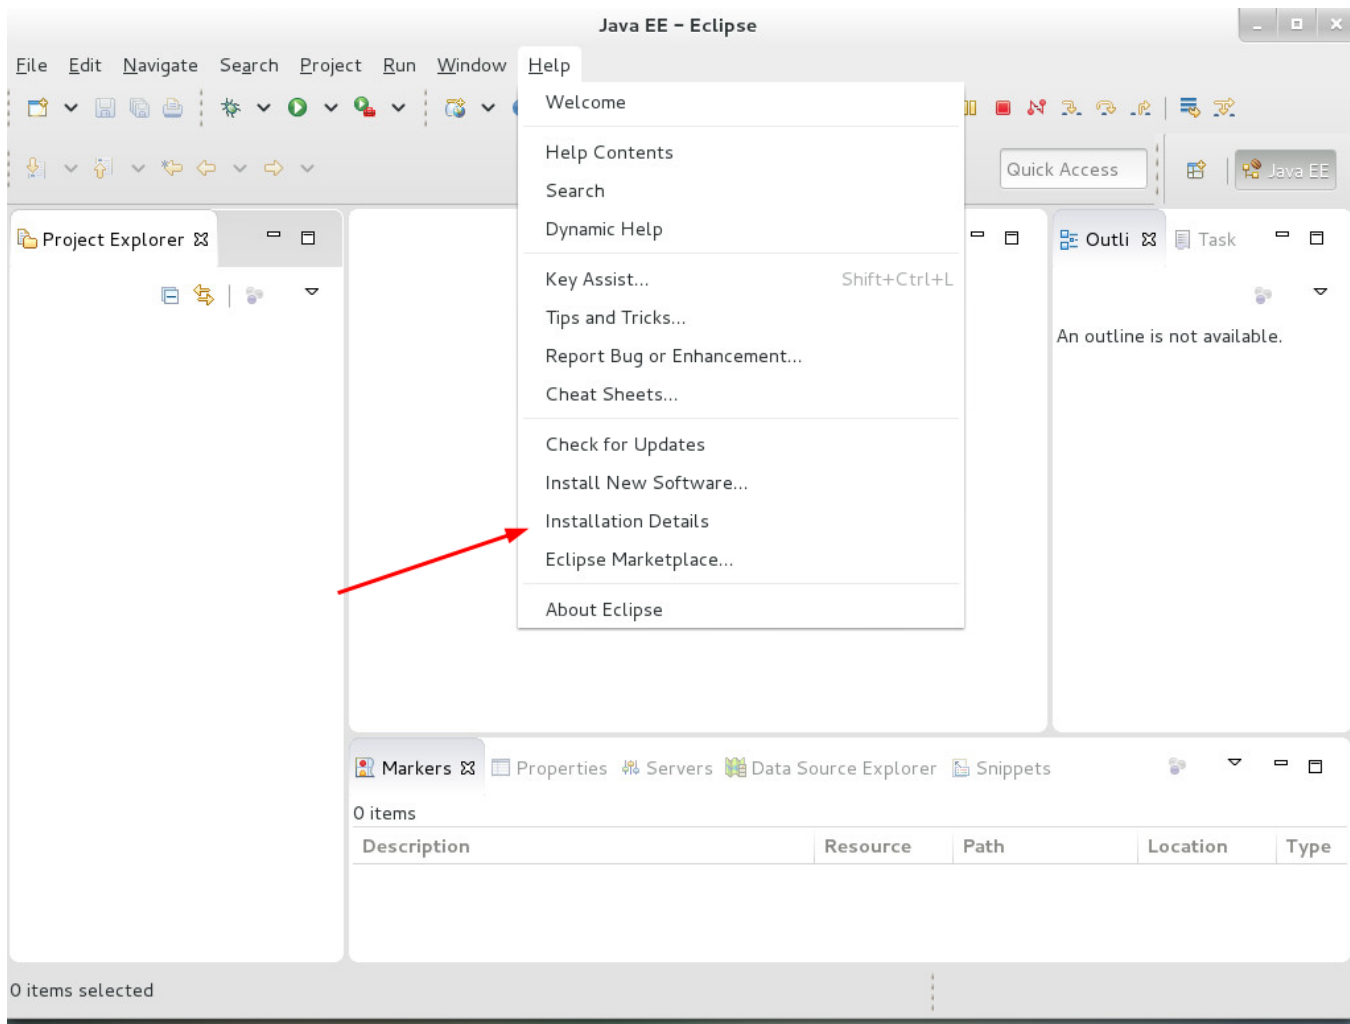 Java EE – Eclipse
File Edit Navigate Search Project Run Window Help
Welcome
Help Contents
Search
Dynamic Help
Key Assist... Shift+Ctrl+L
Tips and Tricks...
Report Bug or Enhancement...
Cheat Sheets...
Check for Updates
Install New Software...
Installation Details
Eclipse Marketplace...
About Eclipse
Quick Access
Java EE
Project Explorer
Outli Task
An outline is not available.
Markers Properties Servers Data Source Explorer Snippets
0 items
Description Resource Path Location Type
0 items selected